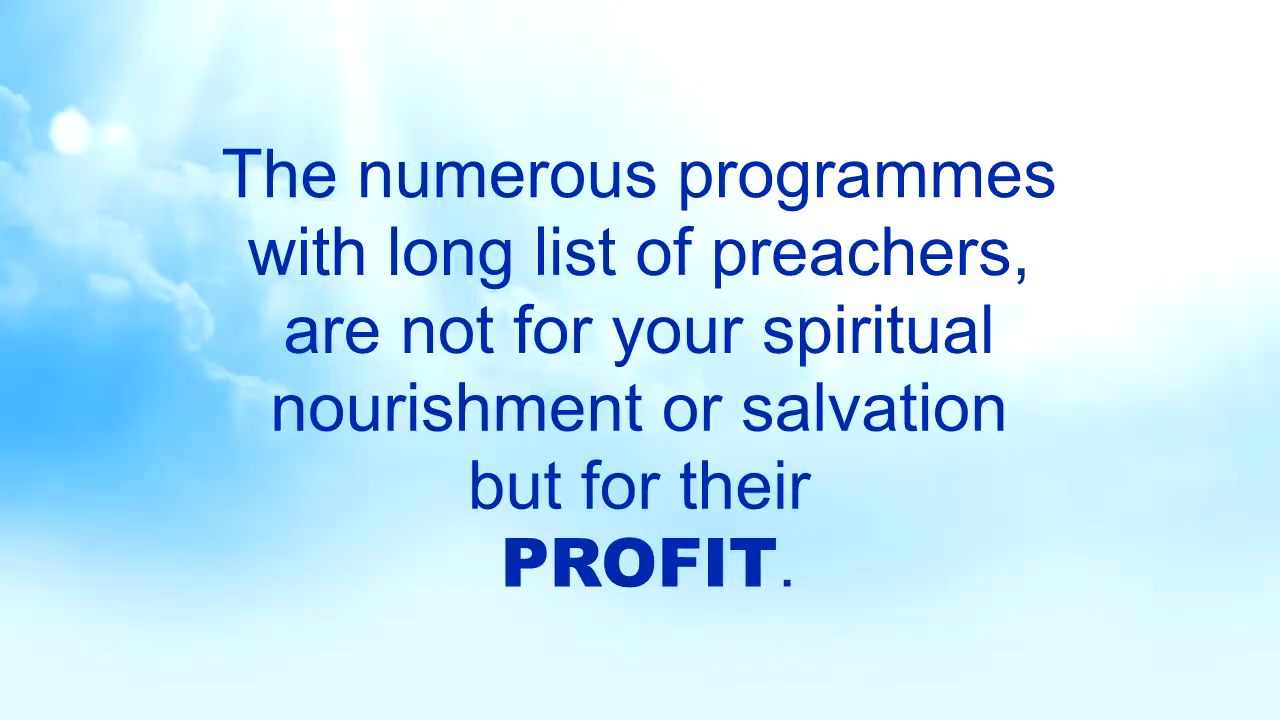 The numerous programmes
with long list of preachers,
are not for your spiritual
nourishment or salvation
but for their
PROFIT.